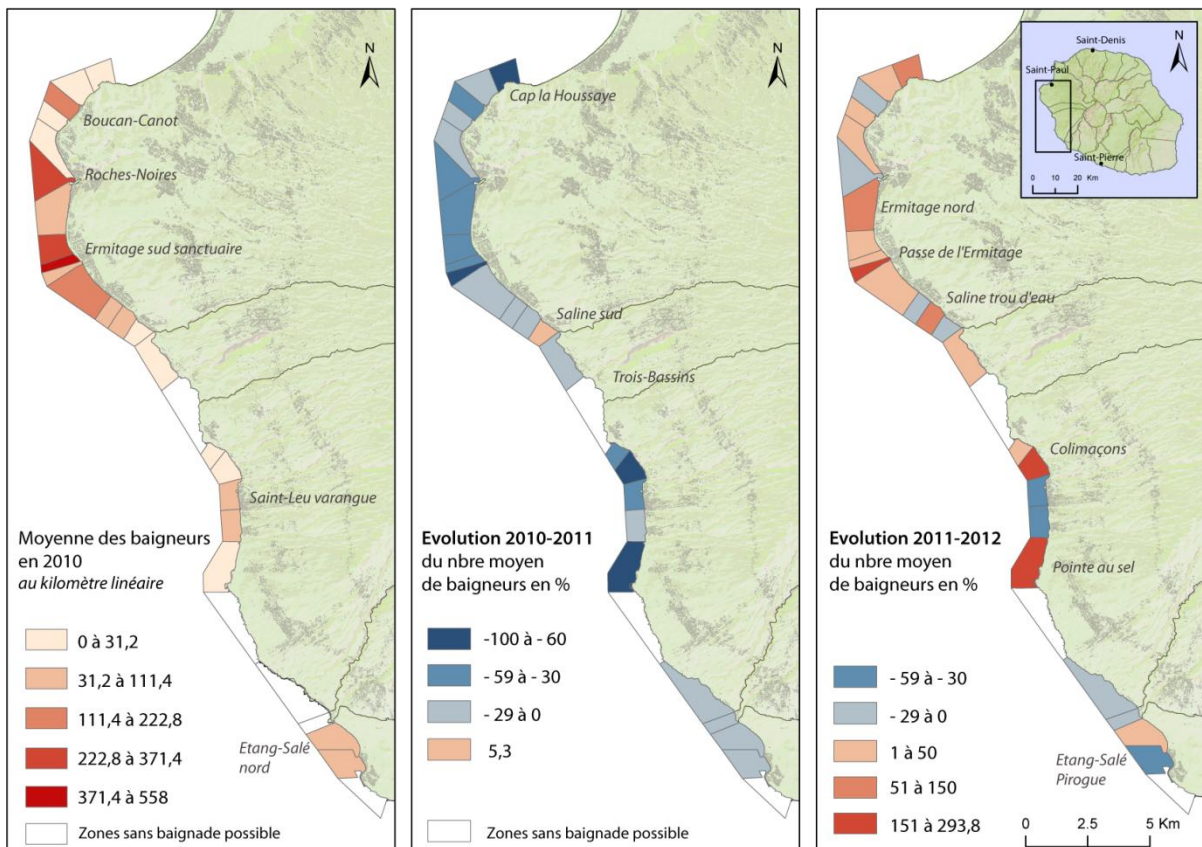 N
Cap la Houssaye
Boucan-Canot
Roches-Noires
Ermitage sud sanctuaire
Saint-Leu varangue
Moyenne des baigneurs
en 2010
au kilomètre linéaire
0 à 31,2
31,2 à 111,4
111,4 à 222,8
222,8 à 371,4
371,4 à 558
Zones sans baignade possible
Etang-Salé
nord
N
Saline sud
Trois-Bassins
Evolution 2010-2011
du nbre moyen
de baigneurs en %
-100 à - 60
- 59 à - 30
- 29 à 0
5,3
Zones sans baignade possible
N
Saint-Denis
Saint-Paul
Saint-Pierre
0 10 20 Km
Ermitage nord
Passe de l'Ermitage
Saline trou d'eau
Colimaçons
Pointe au sel
Evolution 2011-2012
du nbre moyen
de baigneurs en %
- 59 à - 30
- 29 à 0
1 à 50
51 à 150
151 à 293,8
Etang-Salé
Pirogue
0 2.5 5 Km